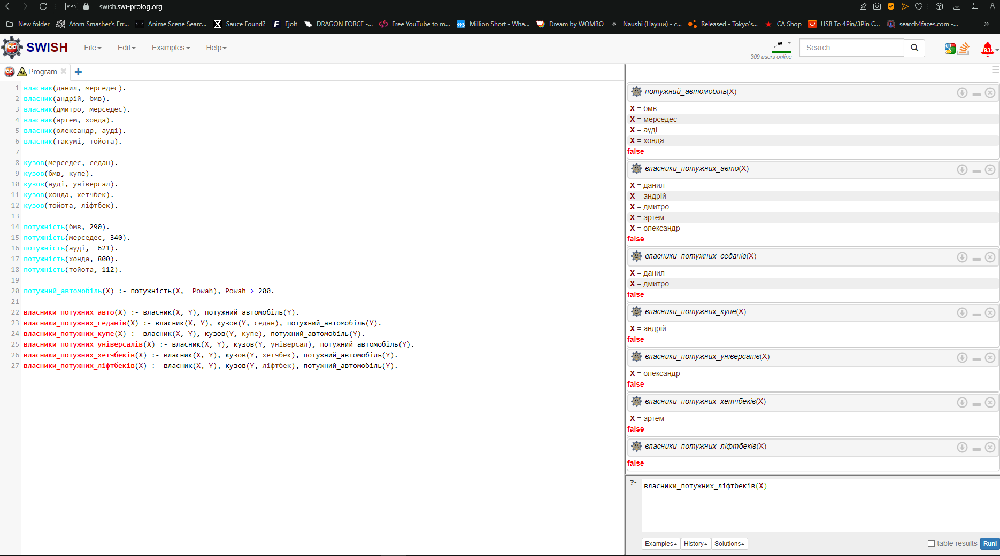 VPN swish.swi-prolog.org
New folder Atom Smasher's Err... Anime Scene Searc... Sauce Found? Fjolt DRAGON FORCE -... Free YouTube to m... Million Short - Wha... Dream by WOMBO Naushi (Науши) - с... Released - Tokyo's... CA Shop USB To 4Pin/3Pin C... search4faces.com -... »
SWISH File Edit Examples Help 309 users online Search
Program
1 власник(данил, мерседес).
2 власник(андрій, бмв).
3 власник(дмитро, мерседес).
4 власник(артем, хонда).
5 власник(олександр, ауді).
6 власник(такумі, тойота).
7
8 кузов(мерседес, седан).
9 кузов(бмв, купе).
10 кузов(ауді, універсал).
11 кузов(хонда, хетчбек).
12 кузов(тойота, ліфтбек).
13
14 потужність(бмв, 290).
15 потужність(мерседес, 340).
16 потужність(ауді,  621).
17 потужність(хонда, 800).
18 потужність(тойота, 112).
19
20 потужний_автомобіль(X) :- потужність(X,  Powah), Powah > 200.
21
22 власники_потужних_авто(X) :- власник(X, Y), потужний_автомобіль(Y).
23 власники_потужних_седанів(X) :- власник(X, Y), кузов(Y, седан), потужний_автомобіль(Y).
24 власники_потужних_купе(X) :- власник(X, Y), кузов(Y, купе), потужний_автомобіль(Y).
25 власники_потужних_універсалів(X) :- власник(X, Y), кузов(Y, універсал), потужний_автомобіль(Y).
26 власники_потужних_хетчбеків(X) :- власник(X, Y), кузов(Y, хетчбек), потужний_автомобіль(Y).
27 власники_потужних_ліфтбеків(X) :- власник(X, Y), кузов(Y, ліфтбек), потужний_автомобіль(Y).
потужний_автомобіль(X)
X = бмв
X = мерседес
X = ауді
X = хонда
false
власники_потужних_авто(X)
X = данил
X = андрій
X = дмитро
X = артем
X = олександр
false
власники_потужних_седанів(X)
X = данил
X = дмитро
false
власники_потужних_купе(X)
X = андрій
false
власники_потужних_універсалів(X)
X = олександр
false
власники_потужних_хетчбеків(X)
X = артем
false
власники_потужних_ліфтбеків(X)
false
?- власники_потужних_ліфтбеків(X)
Examples History Solutions table results Run!